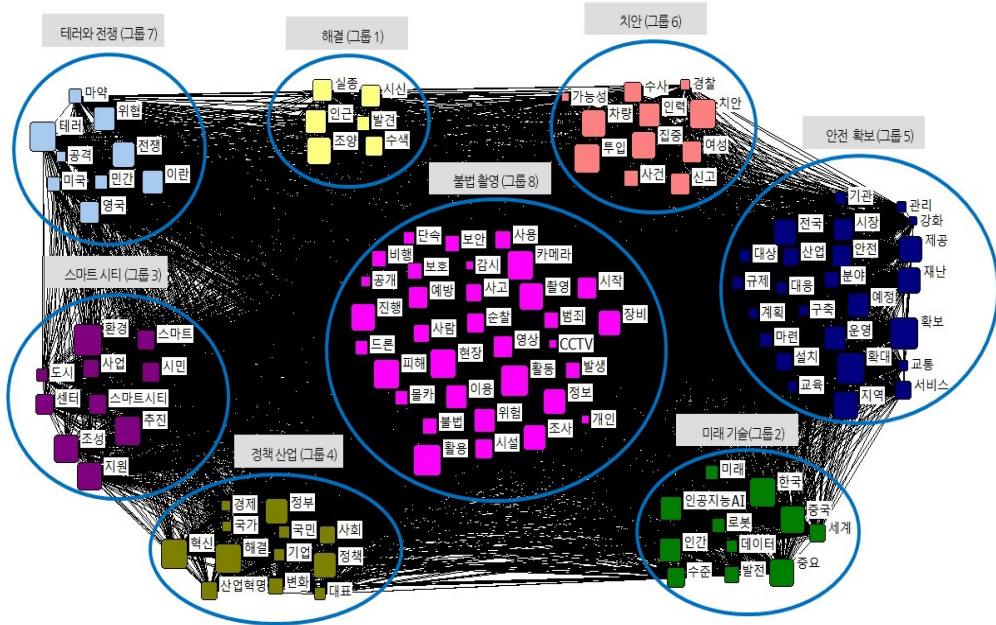 테러와 전쟁 (그룹 7)
해결 (그룹 1)
치안 (그룹 6)
안전 확보 (그룹 5)
불법 촬영 (그룹 8)
스마트 시티 (그룹 3)
정책 산업 (그룹 4)
미래 기술(그룹2)
마약
위협
테러
공격
전쟁
미국
민간
이란
영국
실종
시신
인근
발견
조양
수색
가능성
수사
경찰
차량
인력
치안
투입
집중
여성
사건
신고
기관
관리
강화
전국
시장
제공
대상
산업
안전
재난
규제
대응
분야
예정
계획
구축
확보
마련
운영
설치
확대
교통
교육
지역
서비스
단속
보안
사용
비행
카메라
공개
보호
감시
시작
예방
사고
촬영
진행
사람
순찰
범죄
장비
드론
영상
CCTV
피해
현장
활동
발생
몰카
이용
정보
불법
위험
개인
활용
시설
조사
환경
스마트
도시
사업
시민
센터
스마트시티
추진
조성
지원
경제
정부
국가
국민
사회
혁신
해결
기업
정책
산업혁명
변화
대표
미래
한국
인공지능AI
중국
로봇
세계
인간
데이터
수준
발전
중요